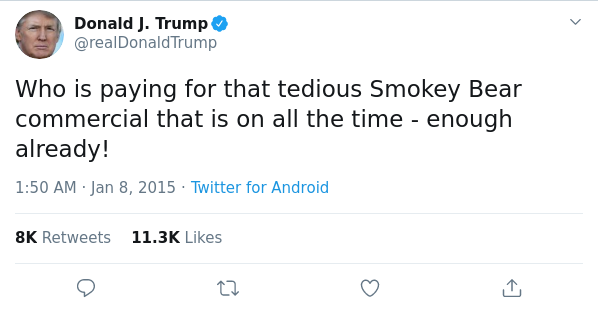 Donald J. Trump
@realDonaldTrump
Who is paying for that tedious Smokey Bear
commercial that is on all the time - enough
already!
1:50 AM · Jan 8, 2015 · Twitter for Android
8K Retweets 11.3K Likes